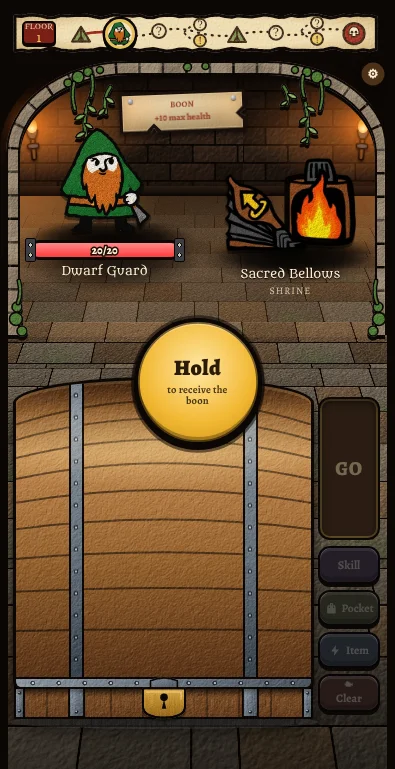 FLOOR
1
?
?
?
?
BOON
+10 max health
20/20
Dwarf Guard
Sacred Bellows
SHRINE
Hold
to receive the
boon
GO
Skill
Pocket
Item
Clear